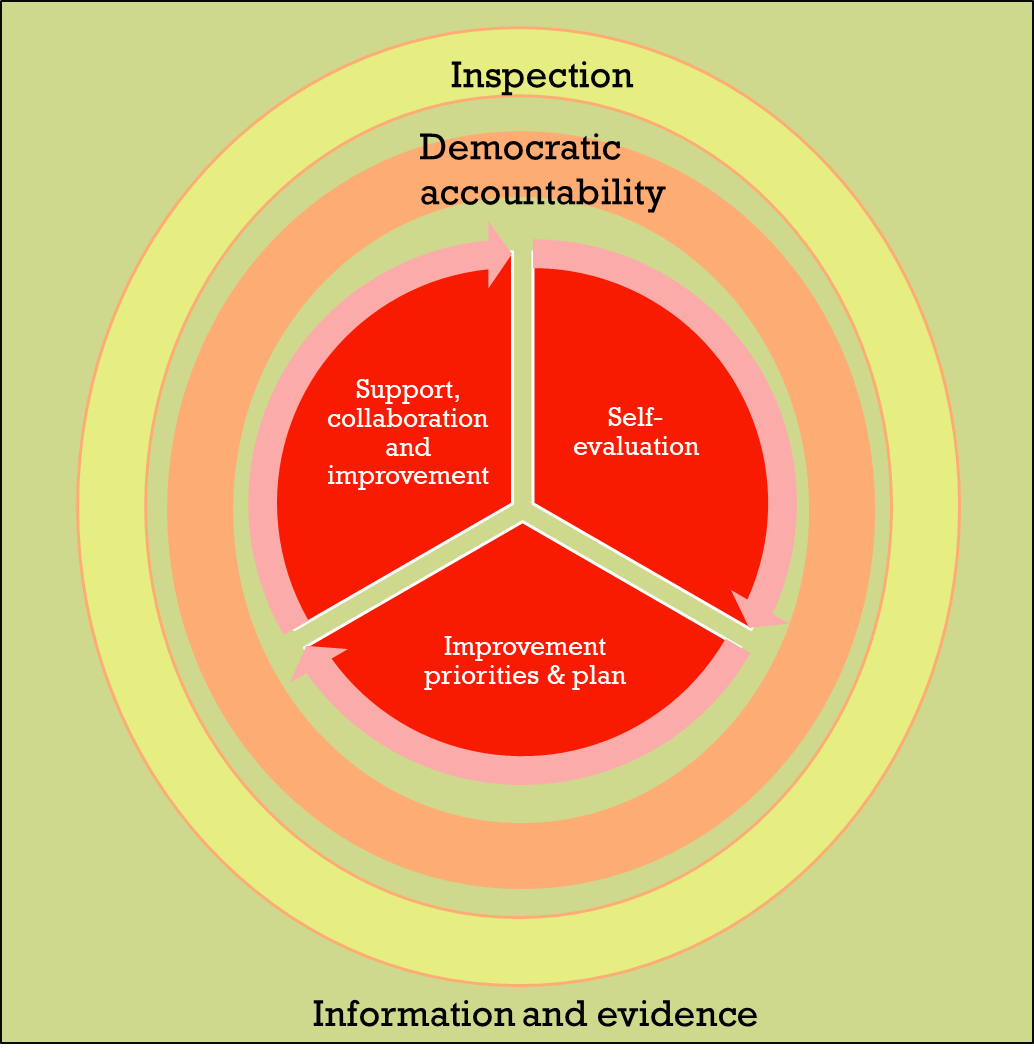 Inspection
Democratic
accountability
Support,
collaboration
and
improvement
Self-
evaluation
Improvement
priorities & plan
Information and evidence